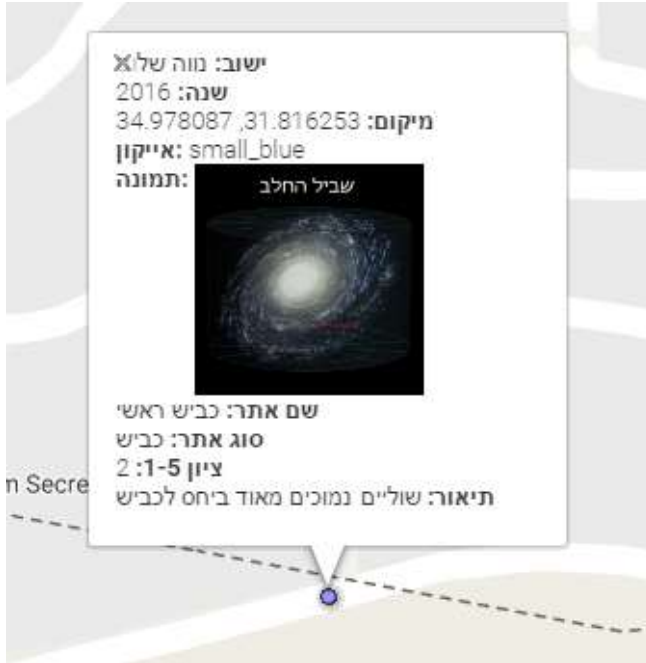 ישוב: נווה של
שנה: 2016
מיקום: 31.816253, 34.978087
אייקון: small_blue
תמונה:
שביל החלב
שם אתר: כביש ראשי
סוג אתר: כביש
ציון 1-5: 2
תיאור: שוליים נמוכים מאוד ביחס לכביש
m Secre